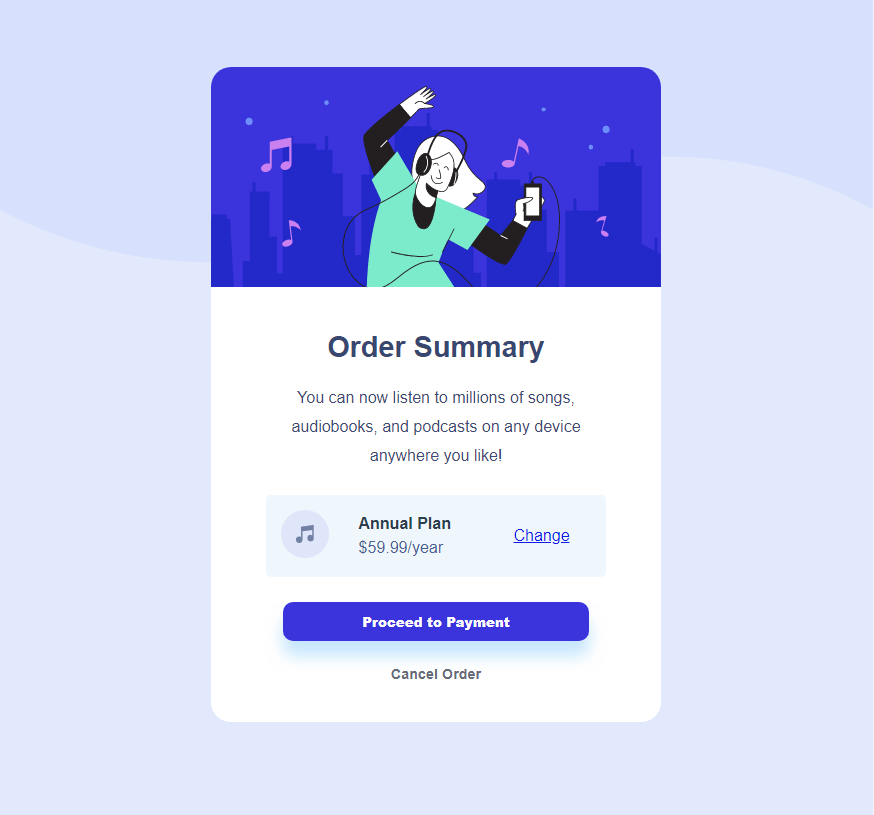 Order Summary
You can now listen to millions of songs,
audiobooks, and podcasts on any device
anywhere you like!
Annual Plan
$59.99/year
Change
Proceed to Payment
Cancel Order